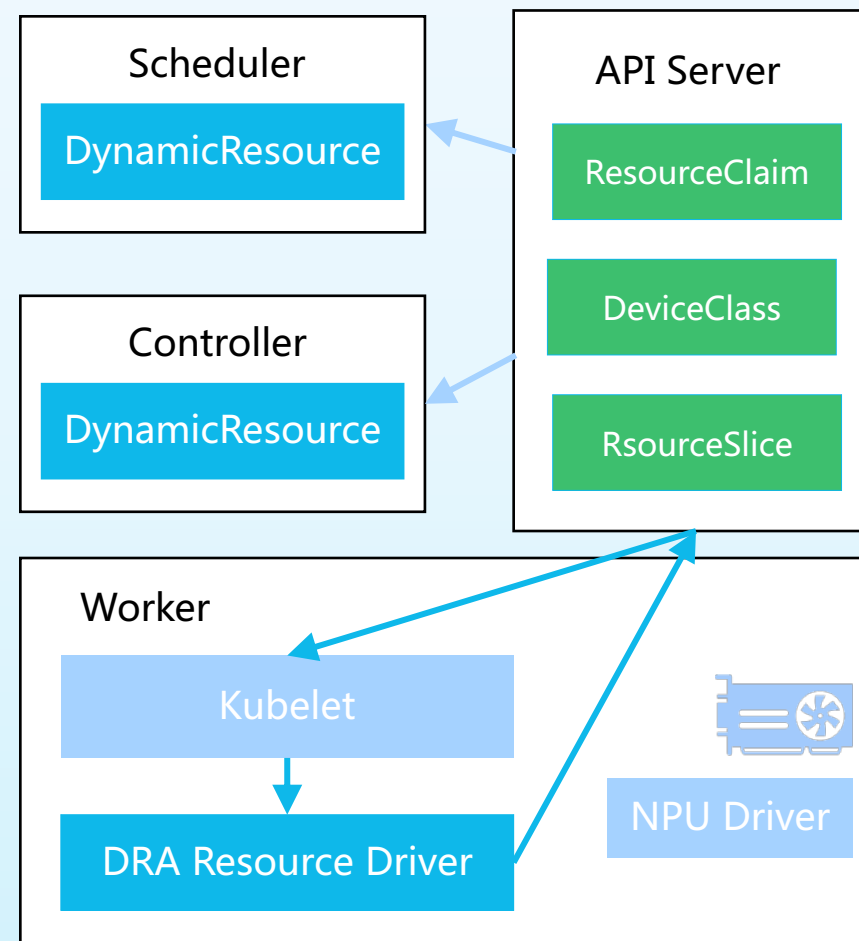 Scheduler
DynamicResource
Controller
DynamicResource
API Server
ResourceClaim
DeviceClass
RsourceSlice
Worker
Kubelet
DRA Resource Driver
NPU Driver